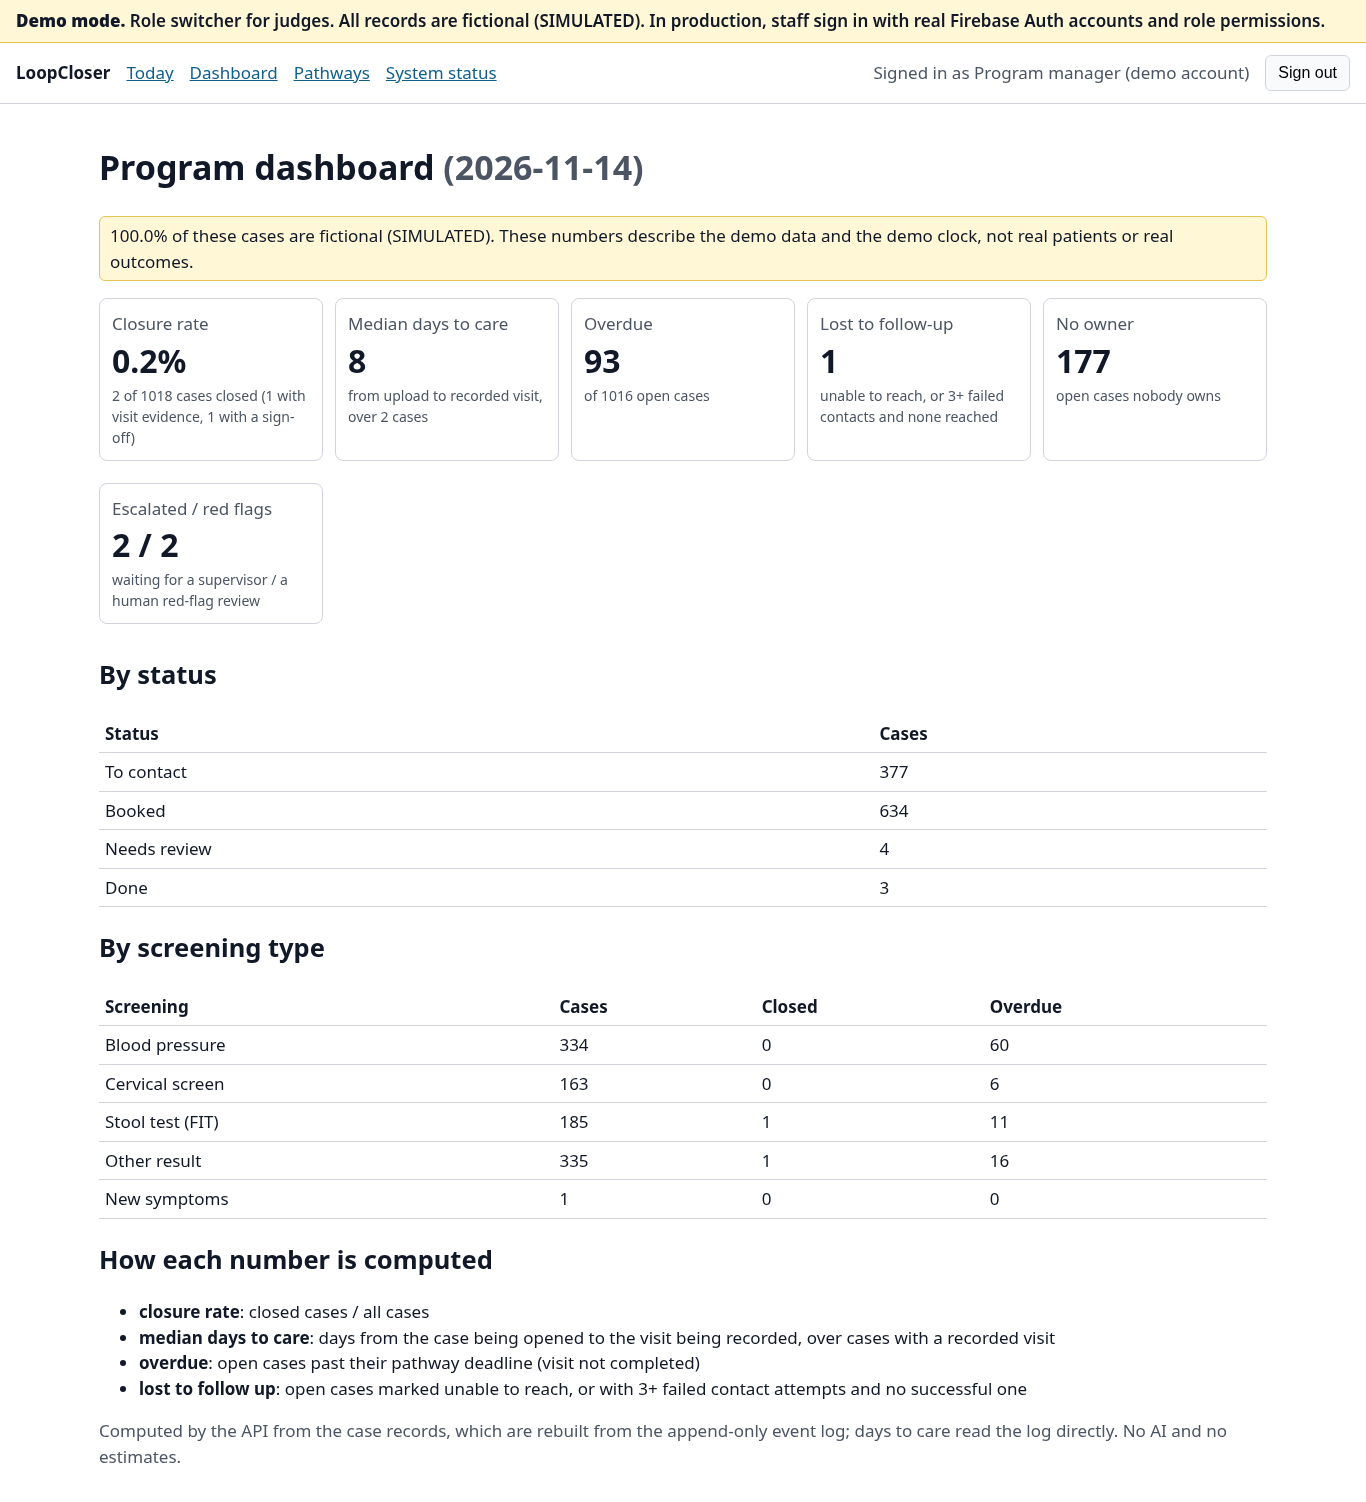 Demo mode. Role switcher for judges. All records are fictional (SIMULATED). In production, staff sign in with real Firebase Auth accounts and role permissions.
LoopCloser Today Dashboard Pathways System status Signed in as Program manager (demo account) Sign out
Program dashboard (2026-11-14)
100.0% of these cases are fictional (SIMULATED). These numbers describe the demo data and the demo clock, not real patients or real
outcomes.
Closure rate
0.2%
2 of 1018 cases closed (1 with
visit evidence, 1 with a sign-
off)
Median days to care
8
from upload to recorded visit,
over 2 cases
Overdue
93
of 1016 open cases
Lost to follow-up
1
unable to reach, or 3+ failed
contacts and none reached
No owner
177
open cases nobody owns
Escalated / red flags
2 / 2
waiting for a supervisor / a
human red-flag review
By status
Status Cases
To contact 377
Booked 634
Needs review 4
Done 3
By screening type
Screening Cases Closed Overdue
Blood pressure 334 0 60
Cervical screen 163 0 6
Stool test (FIT) 185 1 11
Other result 335 1 16
New symptoms 1 0 0
How each number is computed
• closure rate: closed cases / all cases
• median days to care: days from the case being opened to the visit being recorded, over cases with a recorded visit
• overdue: open cases past their pathway deadline (visit not completed)
• lost to follow up: open cases marked unable to reach, or with 3+ failed contact attempts and no successful one
Computed by the API from the case records, which are rebuilt from the append-only event log; days to care read the log directly. No AI and no
estimates.